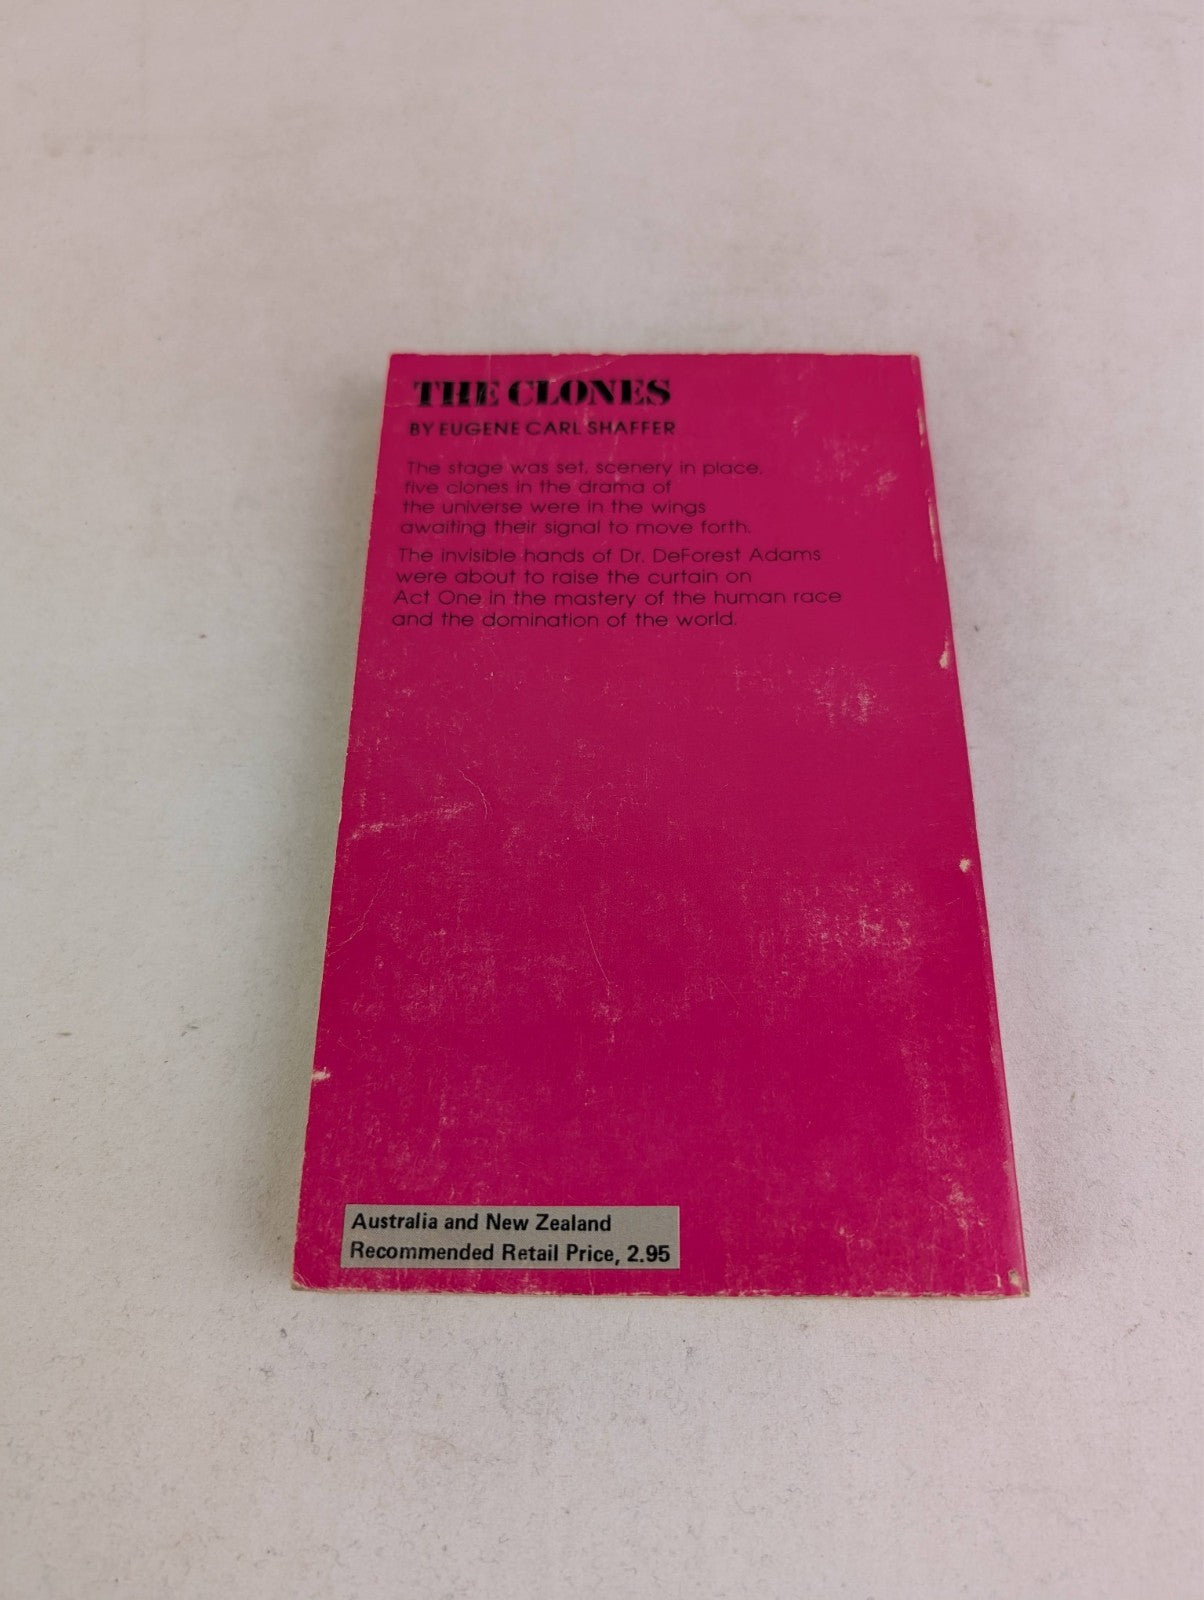 THE CLONES
BY EUGENE CARL SHAFFER
The stage was set, scenery in place,
five clones in the drama of
the universe were in the wings
awaiting their signal to move forth.
The invisible hands of Dr. DeForest Adams
were about to raise the curtain on
Act One in the mastery of the human race
and the domination of the world.
Australia and New Zealand
Recommended Retail Price, 2.95